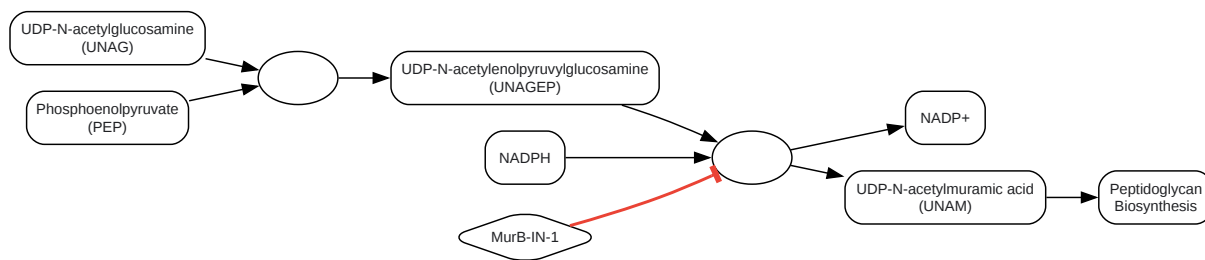 UDP-N-acetylglucosamine
(UNAG)
Phosphoenolpyruvate
(PEP)
UDP-N-acetylenolpyruvylglucosamine
(UNAGEP)
NADPH
MurB-IN-1
NADP+
UDP-N-acetylmuramic acid
(UNAM)
Peptidoglycan
Biosynthesis